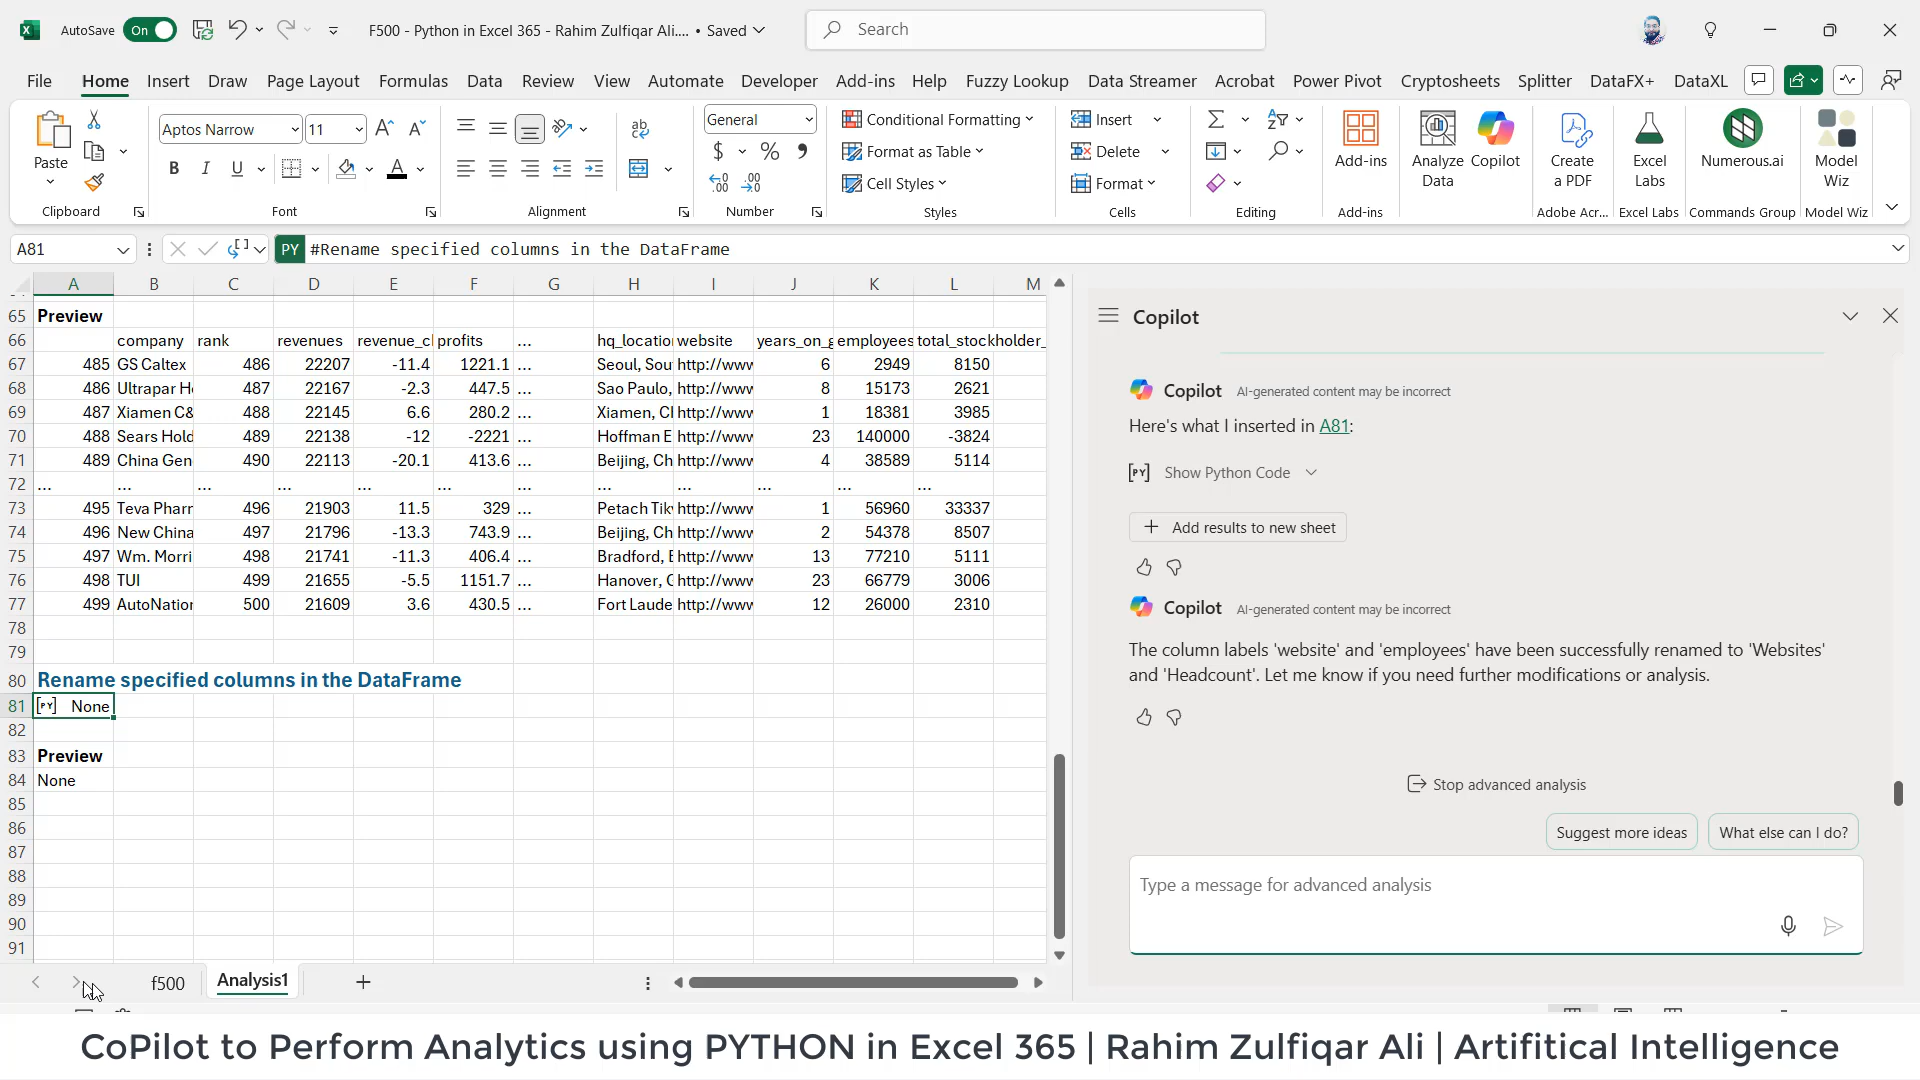 AutoSave On F500 - Python in Excel 365 - Rahim Zulfiqar Ali.... • Saved Search
File Home Insert Draw Page Layout Formulas Data Review View Automate Developer Add-ins Help Fuzzy Lookup Data Streamer Acrobat Power Pivot Cryptosheets Splitter DataFX+ DataXL
Aptos Narrow 11 General
Paste
B I U
$ %
Conditional Formatting
Format as Table
Cell Styles
Insert
Delete
Format
Add-ins
Analyze Data
Copilot
Create a PDF
Excel Labs
Numerous.ai
Model Wiz
Clipboard Font Alignment Number Styles Cells Editing Add-ins Adobe Acr... Excel Labs Commands Group Model Wiz
A81 PY #Rename specified columns in the DataFrame
A B C D E F G H I J K L M
65 Preview
66 company rank revenues revenue_cl profits ... hq_locatio website years_on_g employees total_stockholder_
67 485 GS Caltex 486 22207 -11.4 1221.1 ... Seoul, Sou http://www 6 2949 8150
68 486 Ultrapar H 487 22167 -2.3 447.5 ... Sao Paulo, http://www 8 15173 2621
69 487 Xiamen C& 488 22145 6.6 280.2 ... Xiamen, Cl http://www 1 18381 3985
70 488 Sears Hold 489 22138 -12 -2221 ... Hoffman E http://www 23 140000 -3824
71 489 China Gen 490 22113 -20.1 413.6 ... Beijing, Ch http://www 4 38589 5114
72 ... ... ... ... ... ... ... ... ... ... ... ...
73 495 Teva Pharr 496 21903 11.5 329 ... Petach Tik http://www 1 56960 33337
74 496 New China 497 21796 -13.3 743.9 ... Beijing, Ch http://www 2 54378 8507
75 497 Wm. Morri 498 21741 -11.3 406.4 ... Bradford, E http://www 13 77210 5111
76 498 TUI 499 21655 -5.5 1151.7 ... Hanover, G http://www 23 66779 3006
77 499 AutoNation 500 21609 3.6 430.5 ... Fort Laude http://www 12 26000 2310
78
79
80 Rename specified columns in the DataFrame
81 [PY] None
82
83 Preview
84 None
85
86
87
88
89
90
91
f500 Analysis1
Copilot
Copilot AI-generated content may be incorrect
Here's what I inserted in A81:
[PY] Show Python Code
+ Add results to new sheet
Copilot AI-generated content may be incorrect
The column labels 'website' and 'employees' have been successfully renamed to 'Websites'
and 'Headcount'. Let me know if you need further modifications or analysis.
Stop advanced analysis
Suggest more ideas What else can I do?
Type a message for advanced analysis
CoPilot to Perform Analytics using PYTHON in Excel 365 | Rahim Zulfiqar Ali | Artifitical Intelligence